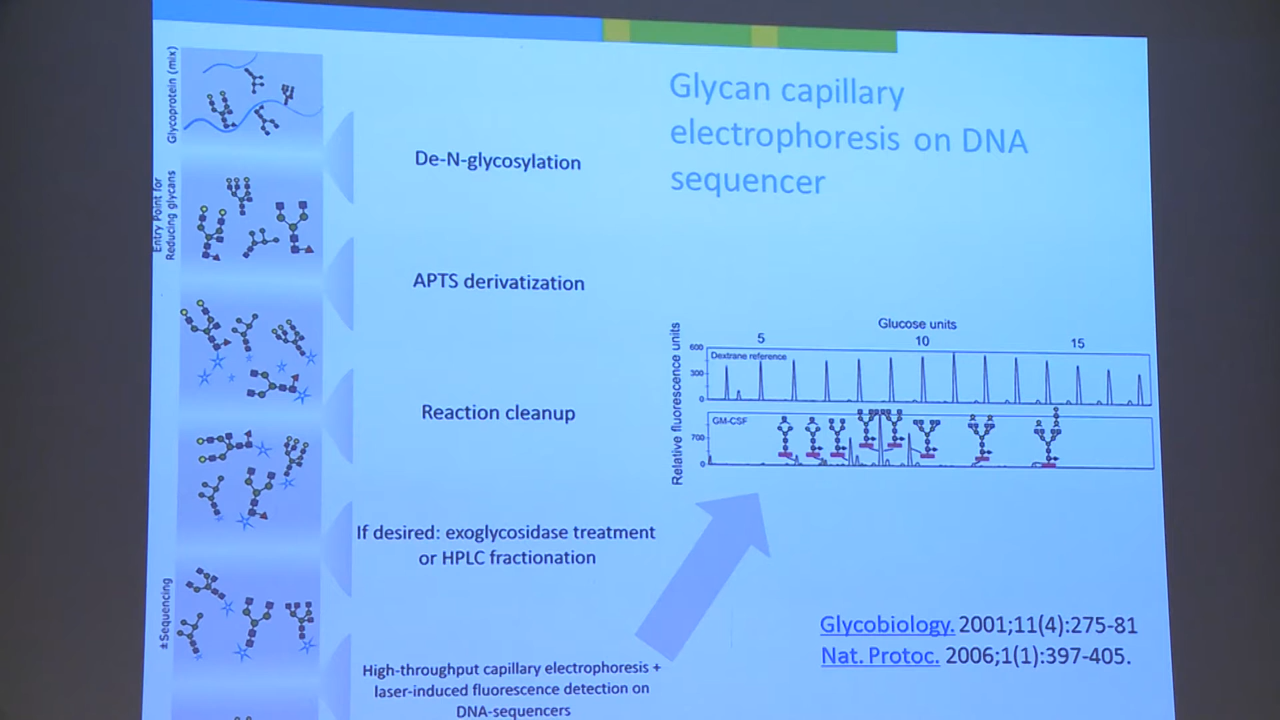 Glycan capillary
electrophoresis on DNA
sequencer
Glycoprotein (mix)
De-N-glycosylation
Entry Point for
Reducing glycans
APTS derivatization
Reaction cleanup
If desired: exoglycosidase treatment
or HPLC fractionation
±Sequencing
High-throughput capillary electrophoresis +
laser-induced fluorescence detection on
DNA-sequencers
Glucose units
5 10 15
Relative fluorescence units
600
300
0
Dextrane reference
GM-CSF
700
0
Glycobiology. 2001;11(4):275-81
Nat. Protoc. 2006;1(1):397-405.